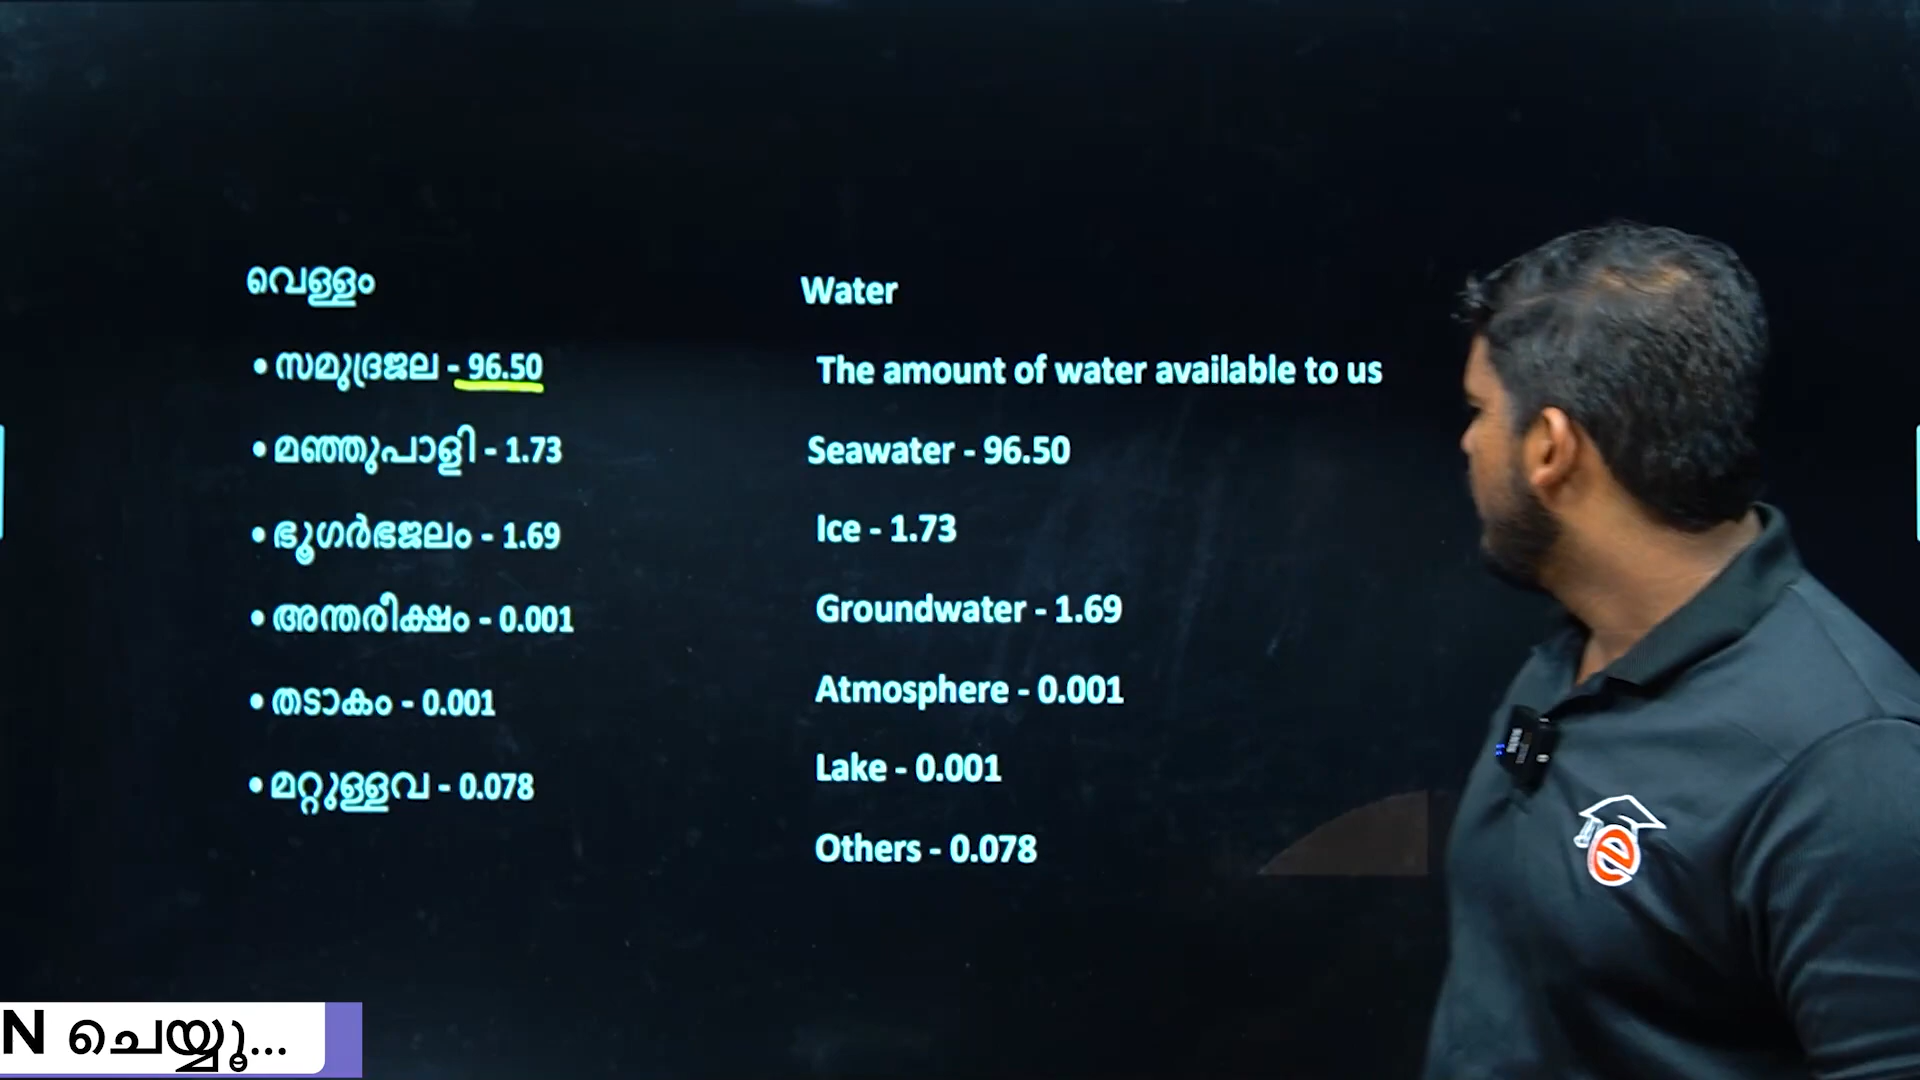 വെള്ളം
• സമുദ്രജല - 96.50
• മഞ്ഞുപാളി - 1.73
• ഭൂഗർഭജലം - 1.69
• അന്തരീക്ഷം - 0.001
• തടാകം - 0.001
• മറ്റുള്ളവ - 0.078
Water
The amount of water available to us
Seawater - 96.50
Ice - 1.73
Groundwater - 1.69
Atmosphere - 0.001
Lake - 0.001
Others - 0.078
e
N ചെയ്യൂ...